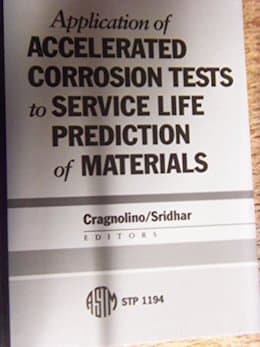 Application of
ACCELERATED
CORROSION TESTS
to SERVICE LIFE
PREDICTION
of MATERIALS
Cragnolino/Sridhar
EDITORS
ASTM STP 1194